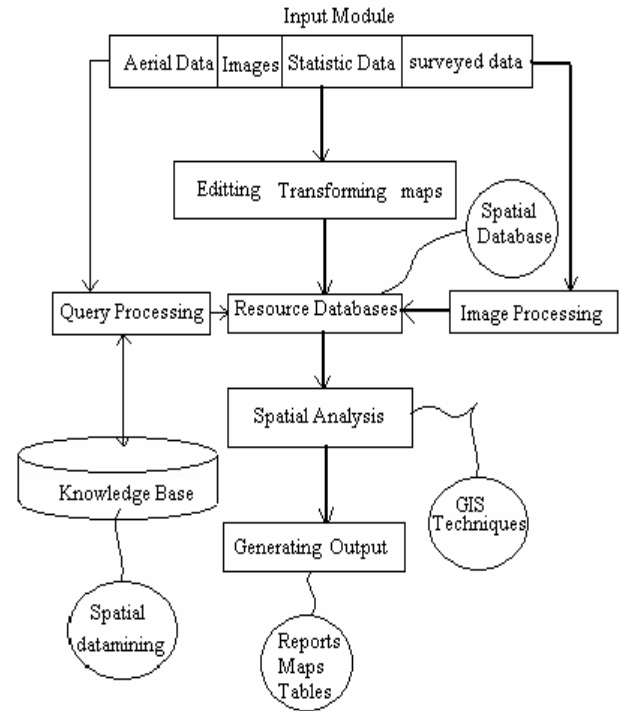 Input Module
Aerial Data Images Statistic Data surveyed data
Editting Transforming maps
Spatial
Database
Query Processing
Resource Databases
Image Processing
Spatial Analysis
Knowledge Base
GIS
Techniques
Generating Output
Spatial
datamining
Reports
Maps
Tables